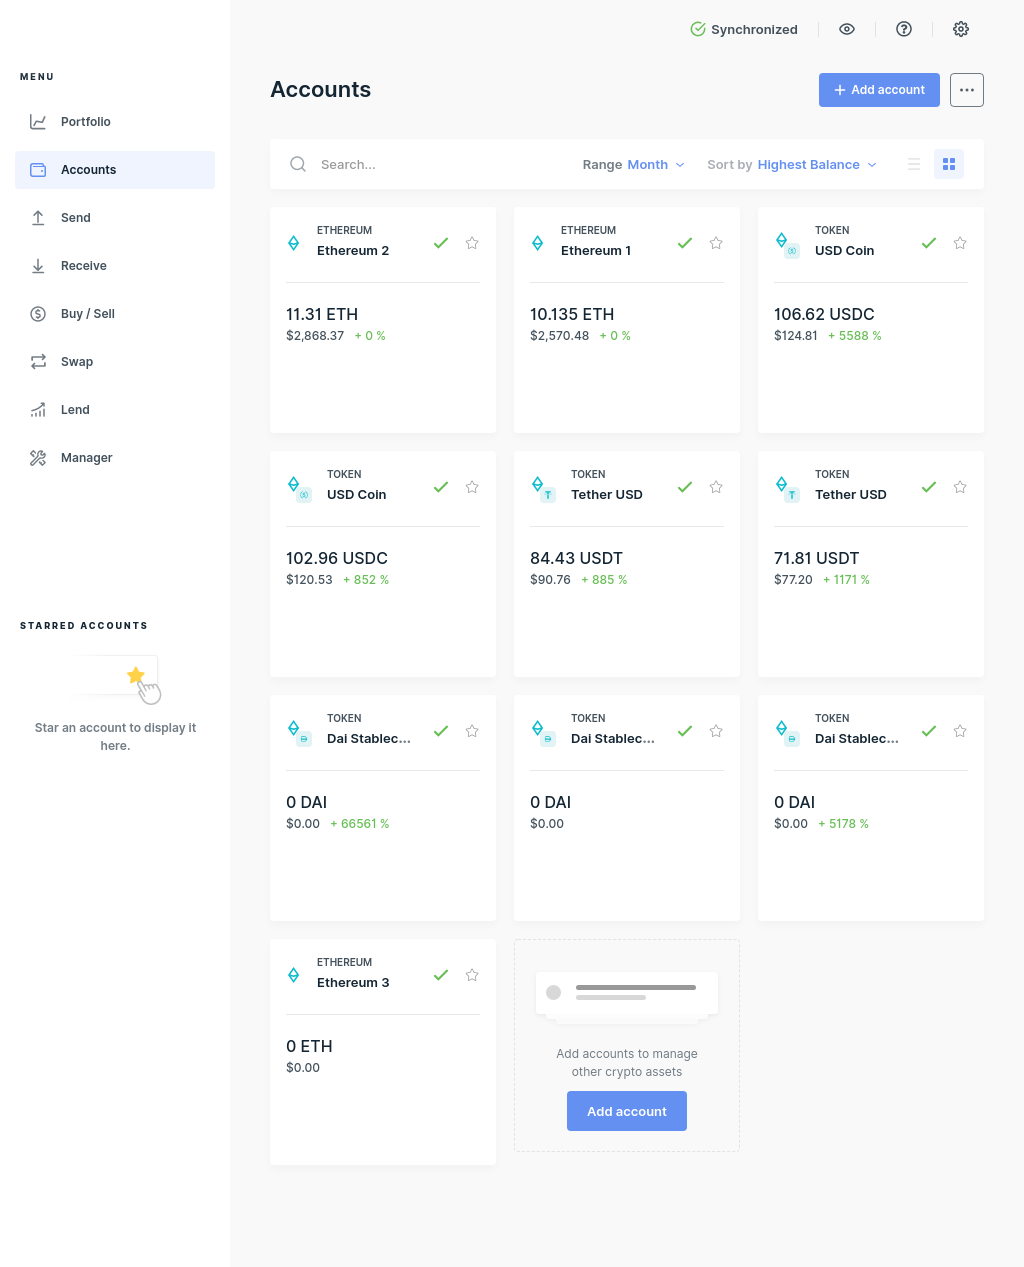 Synchronized
MENU
Portfolio
Accounts
Send
Receive
Buy / Sell
Swap
Lend
Manager
STARRED ACCOUNTS
Star an account to display it
here.
Accounts
Add account
Search...
Range Month
Sort by Highest Balance
ETHEREUM
Ethereum 2
11.31 ETH
$2,868.37 + 0 %
ETHEREUM
Ethereum 1
10.135 ETH
$2,570.48 + 0 %
TOKEN
USD Coin
106.62 USDC
$124.81 + 5588 %
TOKEN
USD Coin
102.96 USDC
$120.53 + 852 %
TOKEN
Tether USD
84.43 USDT
$90.76 + 885 %
TOKEN
Tether USD
71.81 USDT
$77.20 + 1171 %
TOKEN
Dai Stablec...
0 DAI
$0.00 + 66561 %
TOKEN
Dai Stablec...
0 DAI
$0.00
TOKEN
Dai Stablec...
0 DAI
$0.00 + 5178 %
ETHEREUM
Ethereum 3
0 ETH
$0.00
Add accounts to manage
other crypto assets
Add account